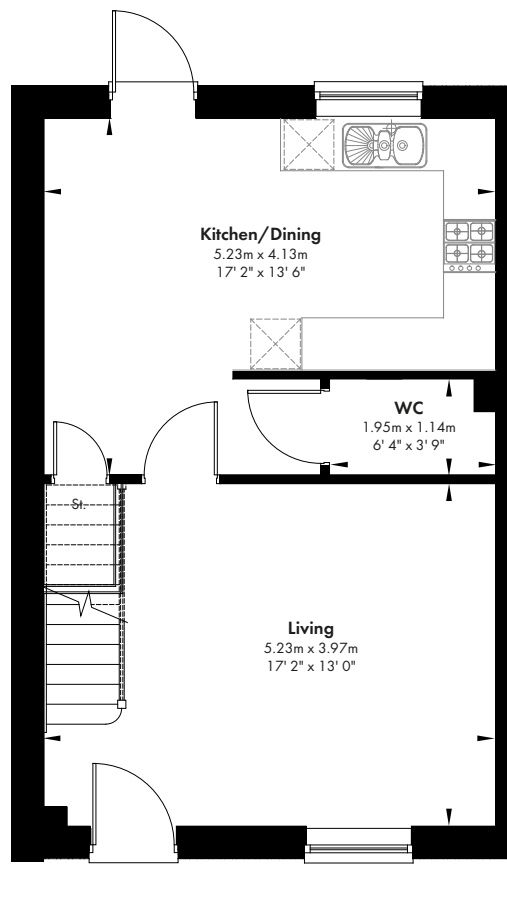 Kitchen/Dining
5.23m x 4.13m
17' 2" x 13' 6"
WC
1.95m x 1.14m
6' 4" x 3' 9"
St.
Living
5.23m x 3.97m
17' 2" x 13' 0"